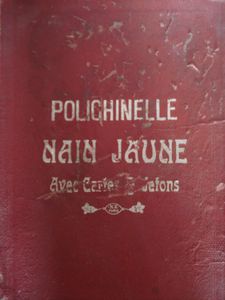 POLICHINELLE
NAIN JAUNE
Avec Cartes & Jetons